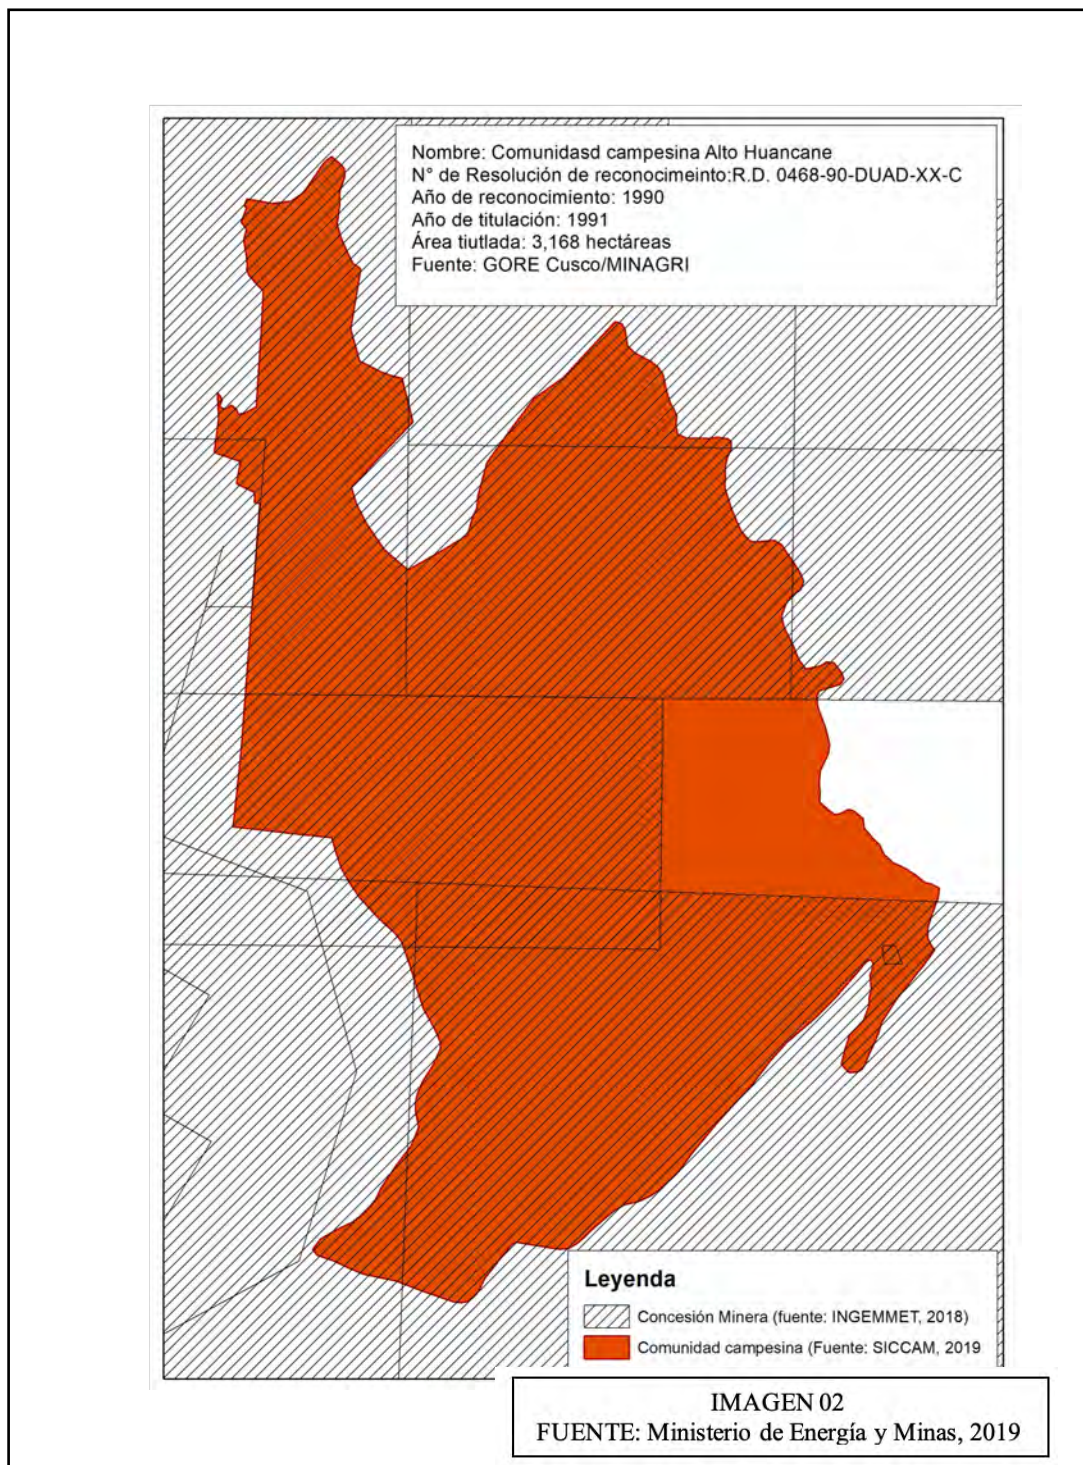 Nombre: Comunidasd campesina Alto Huancane
N° de Resolución de reconocimeinto:R.D. 0468-90-DUAD-XX-C
Año de reconocimiento: 1990
Año de titulación: 1991
Área tiutlada: 3,168 hectáreas
Fuente: GORE Cusco/MINAGRI
Leyenda
Concesión Minera (fuente: INGEMMET, 2018)
Comunidad campesina (Fuente: SICCAM, 2019
IMAGEN 02
FUENTE: Ministerio de Energía y Minas, 2019